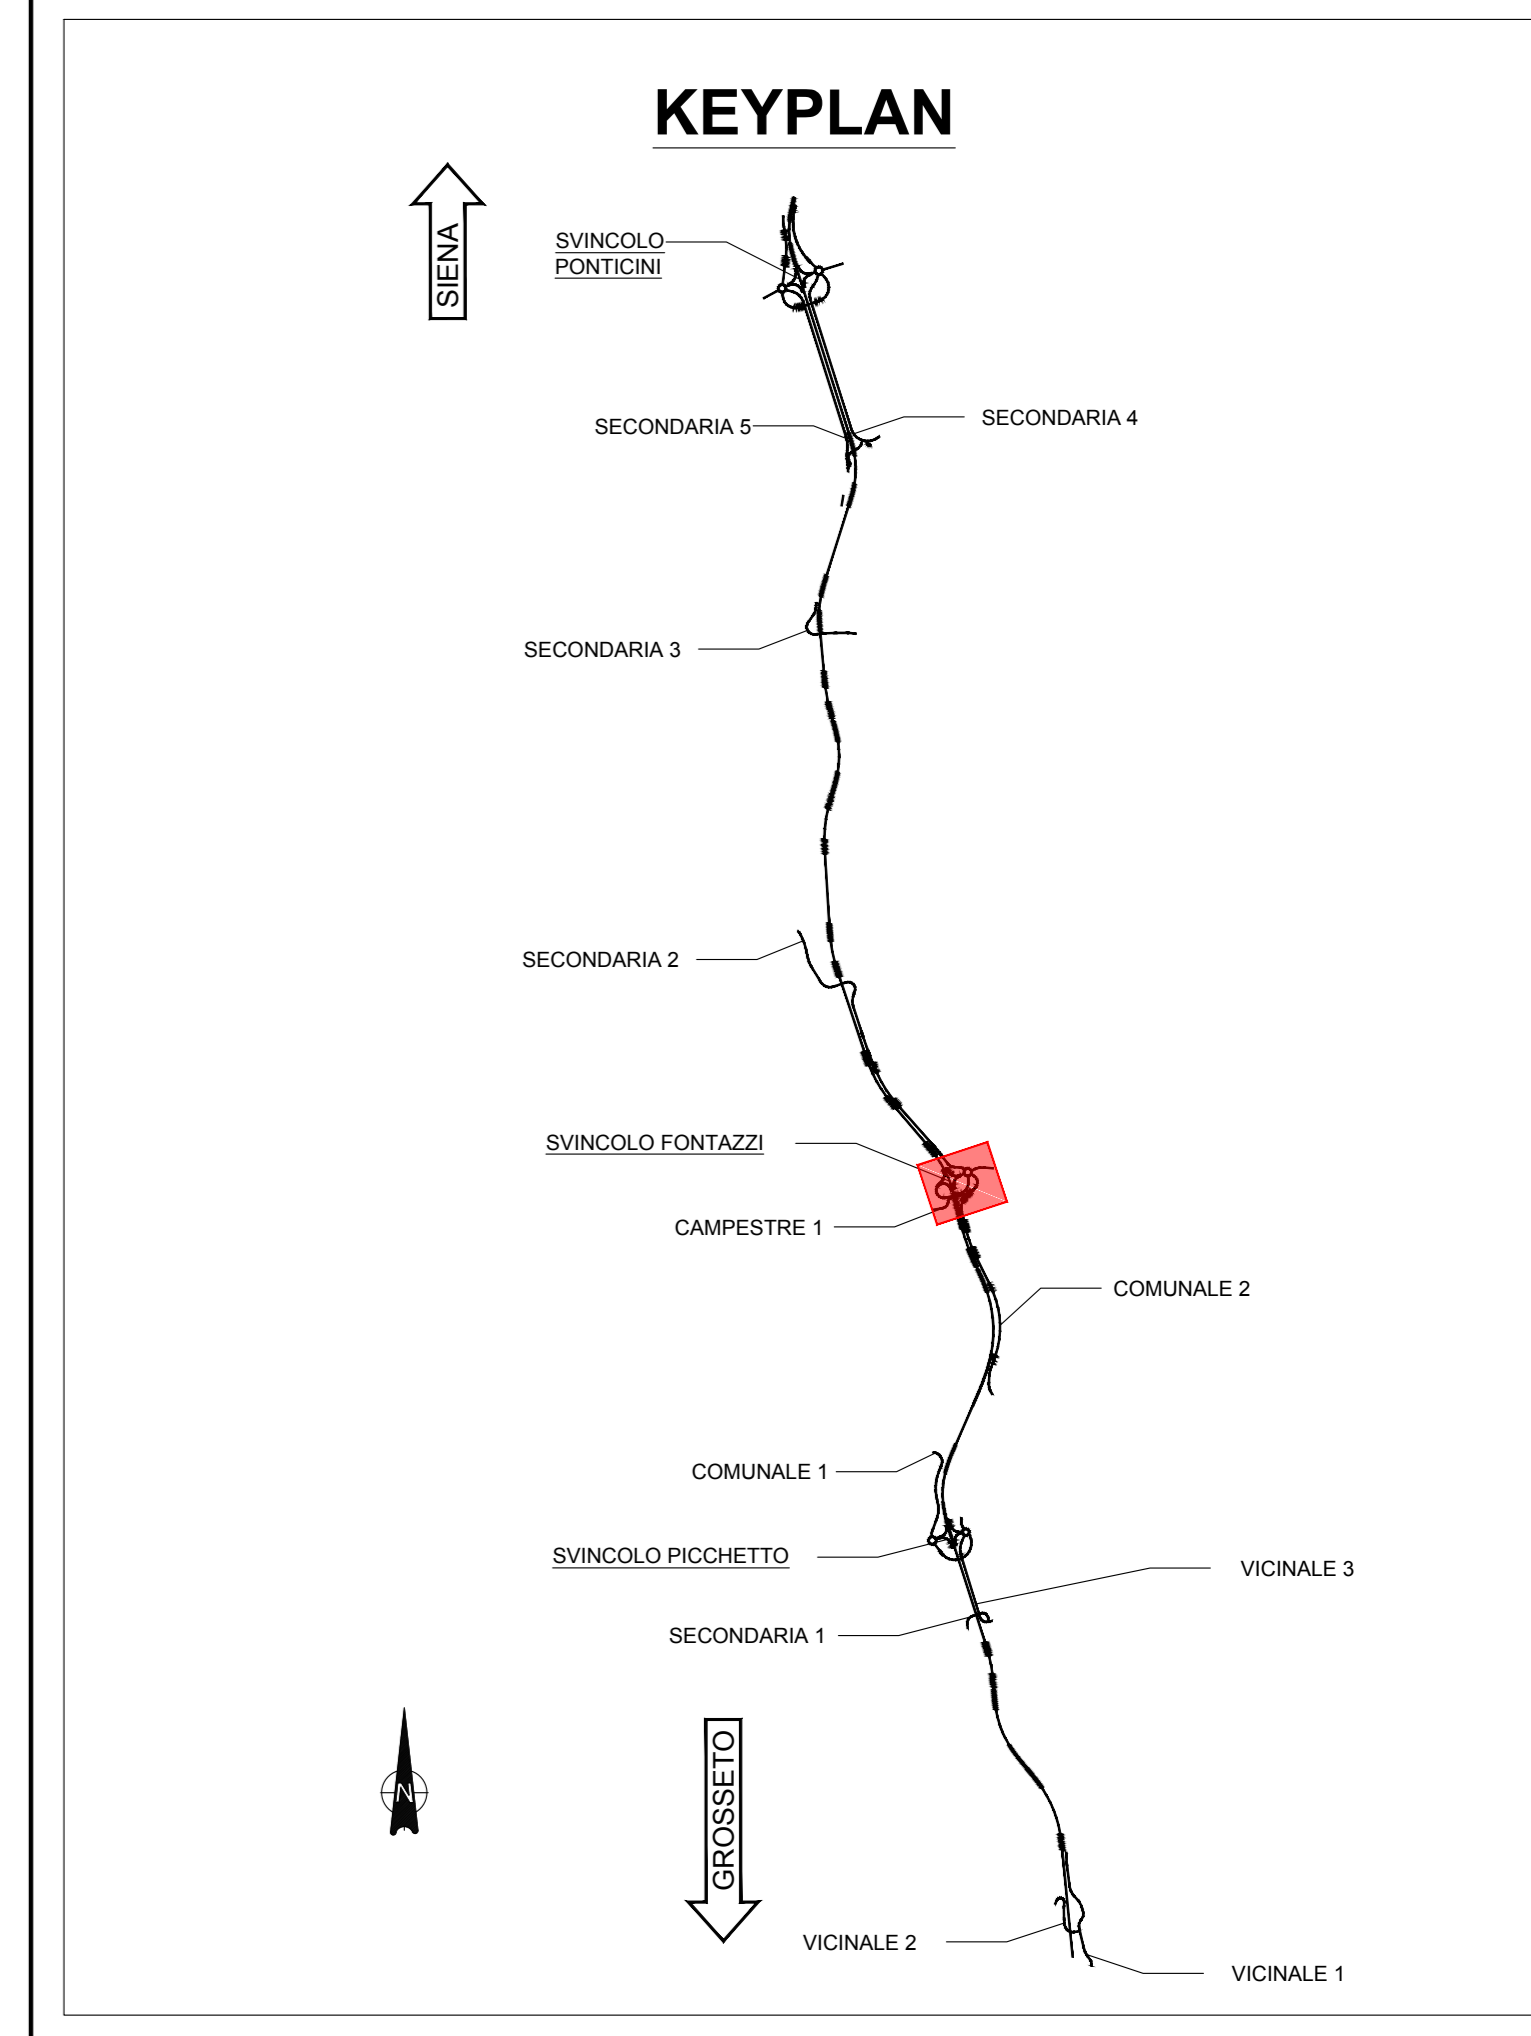 KEYPLAN
SIENA
SVINCOLO
PONTICINI
SECONDARIA 5
SECONDARIA 4
SECONDARIA 3
SECONDARIA 2
SVINCOLO FONTAZZI
CAMPESTRE 1
COMUNALE 2
COMUNALE 1
SVINCOLO PICCHETTO
VICINALE 3
SECONDARIA 1
N
GROSSETO
VICINALE 2
VICINALE 1